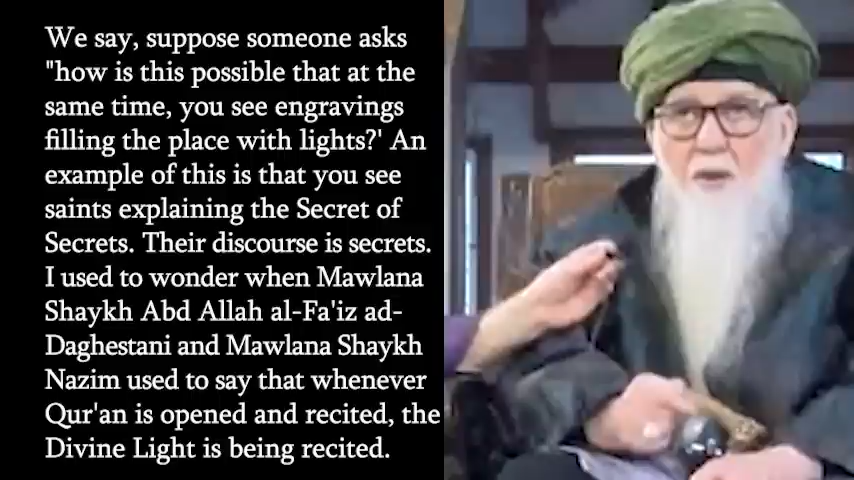 We say, suppose someone asks
"how is this possible that at the
same time, you see engravings
filling the place with lights?' An
example of this is that you see
saints explaining the Secret of
Secrets. Their discourse is secrets.
I used to wonder when Mawlana
Shaykh Abd Allah al-Fa'iz ad-
Daghestani and Mawlana Shaykh
Nazim used to say that whenever
Qur'an is opened and recited, the
Divine Light is being recited.